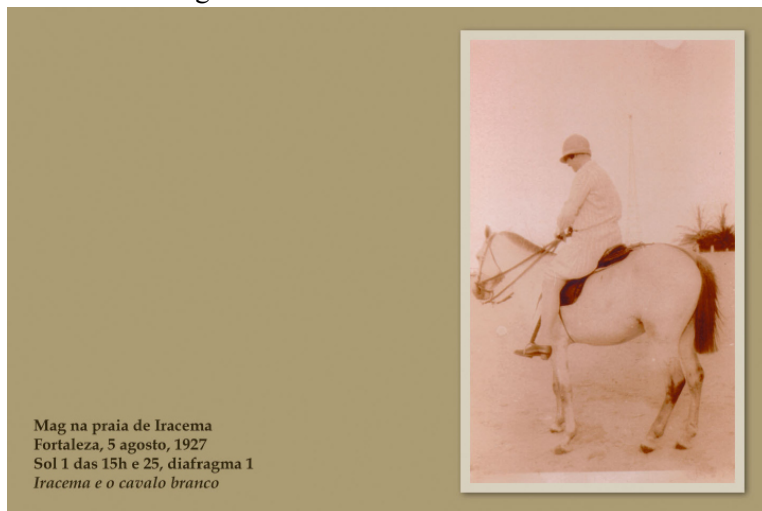 Mag na praia de Iracema
Fortaleza, 5 agosto, 1927
Sol 1 das 15h e 25, diafragma 1
Iracema e o cavalo branco